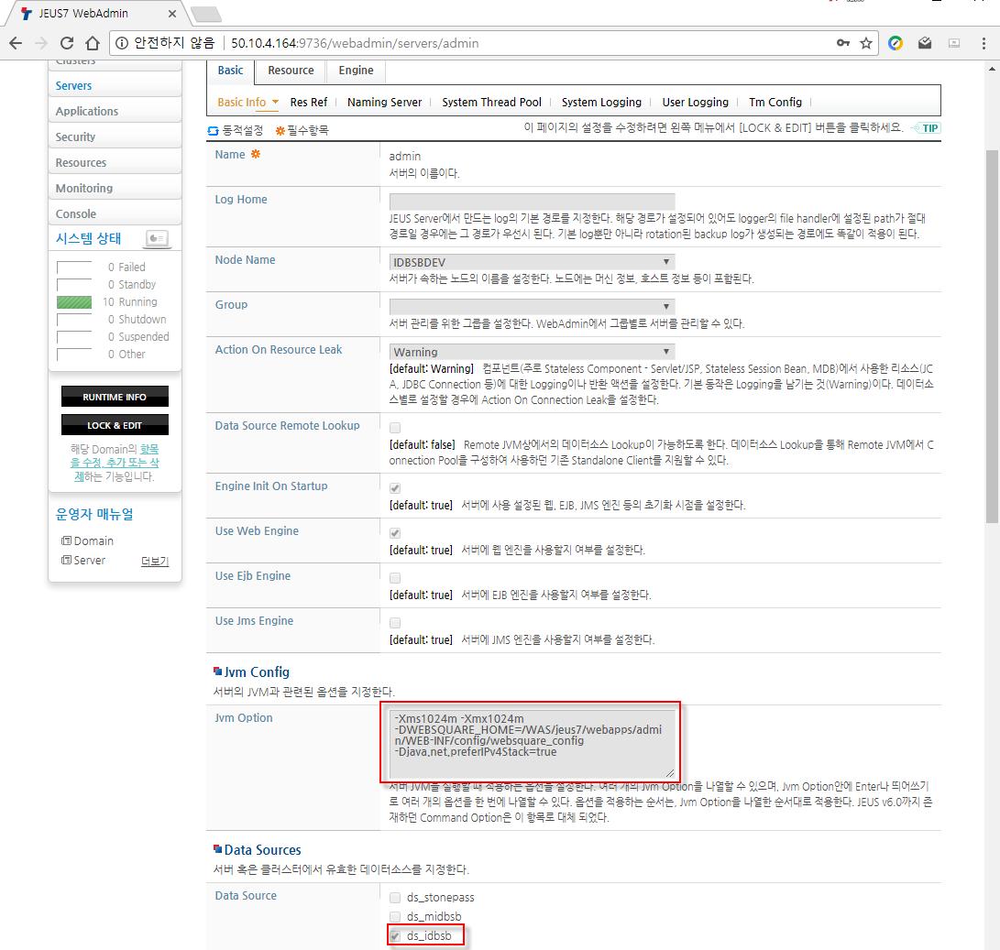 JEUS7 WebAdmin
안전하지 않음 50.10.4.164:9736/webadmin/servers/admin
Clusters
Servers
Applications
Security
Resources
Monitoring
Console
시스템 상태
0 Failed
0 Standby
10 Running
0 Shutdown
0 Suspended
0 Other
RUNTIME INFO
LOCK & EDIT
해당 Domain의 항목
을 수정, 추가 또는 삭
제하는 기능입니다.
운영자 매뉴얼
Domain
Server 더보기
Basic Resource Engine
Basic Info Res Ref Naming Server System Thread Pool System Logging User Logging Tm Config
동적설정 필수항목 이 페이지의 설정을 수정하려면 왼쪽 메뉴에서 [LOCK & EDIT] 버튼을 클릭하세요. TIP
Name admin
서버의 이름이다.
Log Home
JEUS Server에서 만드는 log의 기본 경로를 지정한다. 해당 경로가 설정되어 있어도 logger의 file handler에 설정된 path가 절대
경로일 경우에는 그 경로가 우선시 된다. 기본 log뿐만 아니라 rotation된 backup log가 생성되는 경로에도 똑같이 적용이 된다.
Node Name IDBSBDEV
서버가 속하는 노드의 이름을 설정한다. 노드에는 머신 정보, 호스트 정보 등이 포함된다.
Group
서버 관리를 위한 그룹을 설정한다. WebAdmin에서 그룹별로 서버를 관리할 수 있다.
Action On Resource Leak Warning
[default: Warning] 컴포넌트(주로 Stateless Component - Servlet/JSP, Stateless Session Bean, MDB)에서 사용한 리소스(JC
A, JDBC Connection 등)에 대한 Logging이나 반환 액션을 설정한다. 기본 동작은 Logging을 남기는 것(Warning)이다. 데이터소
스별로 설정할 경우에 Action On Connection Leak을 설정한다.
Data Source Remote Lookup
[default: false] Remote JVM상에서의 데이터소스 Lookup이 가능하도록 한다. 데이터소스 Lookup을 통해 Remote JVM에서 C
onnection Pool을 구성하여 사용하던 기존 Standalone Client를 지원할 수 있다.
Engine Init On Startup
[default: true] 서버에 사용 설정된 웹, EJB, JMS 엔진 등의 초기화 시점을 설정한다.
Use Web Engine
[default: true] 서버에 웹 엔진을 사용할지 여부를 설정한다.
Use Ejb Engine
[default: true] 서버에 EJB 엔진을 사용할지 여부를 설정한다.
Use Jms Engine
[default: true] 서버에 JMS 엔진을 사용할지 여부를 설정한다.
Jvm Config
서버의 JVM과 관련된 옵션을 지정한다.
Jvm Option
-Xms1024m -Xmx1024m
-DWEBSQUARE_HOME=/WAS/jeus7/webapps/admi
n/WEB-INF/config/websquare_config
-Djava.net.preferIPv4Stack=true
서버 JVM을 실행할 때 적용하는 옵션을 설정한다. 여러 개의 Jvm Option을 나열할 수 있으며, Jvm Option안에 Enter나 띄어쓰기
로 여러 개의 옵션을 한 번에 나열할 수 있다. 옵션을 적용하는 순서는, Jvm Option을 나열한 순서대로 적용한다. JEUS v6.0까지 존
재하던 Command Option은 이 항목로 대체 되었다.
Data Sources
서버 혹은 클러스터에서 유효한 데이터소스를 지정한다.
Data Source ds_stonepass
ds_midbsb
ds_idbsb